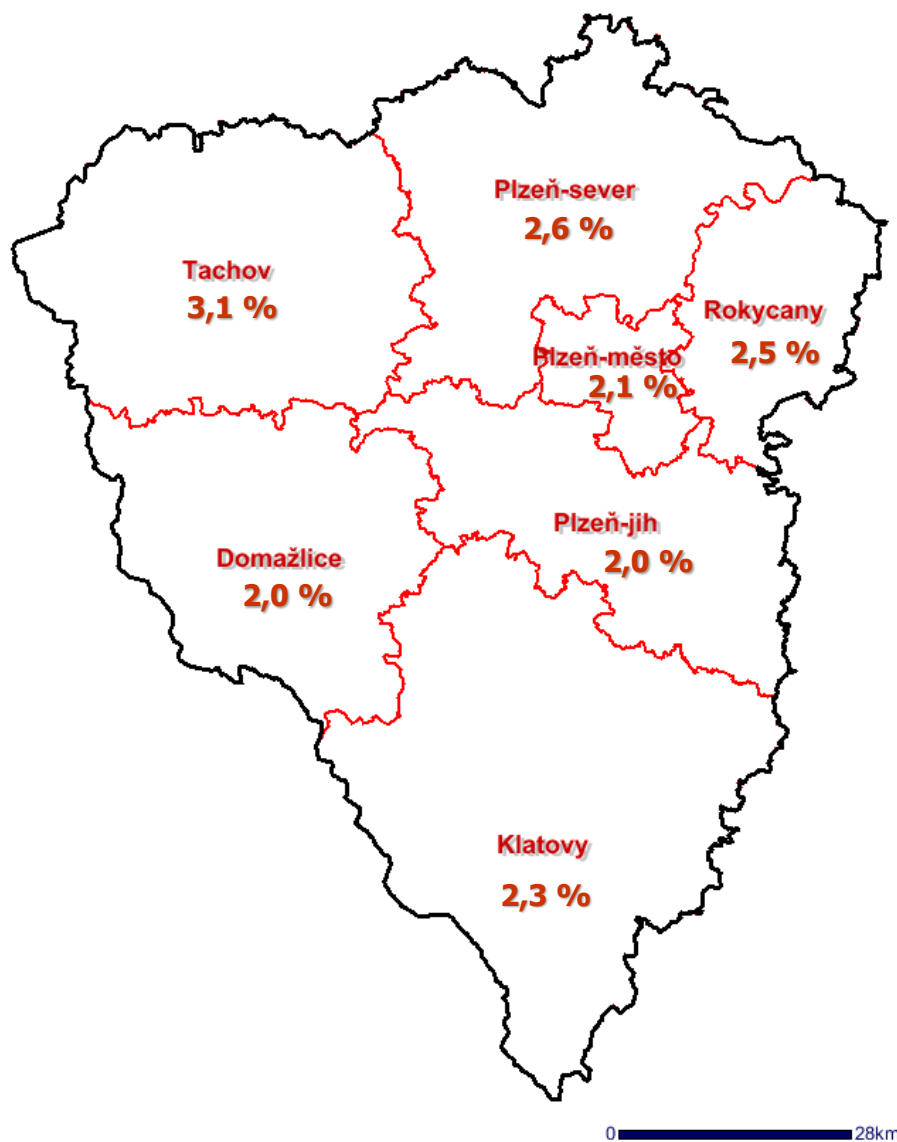 Plzeň-sever
2,6 %
Tachov
3,1 %
Rokycany
2,5 %
Plzeň-město
2,1 %
Plzeň-jih
2,0 %
Domažlice
2,0 %
Klatovy
2,3 %
0 28km